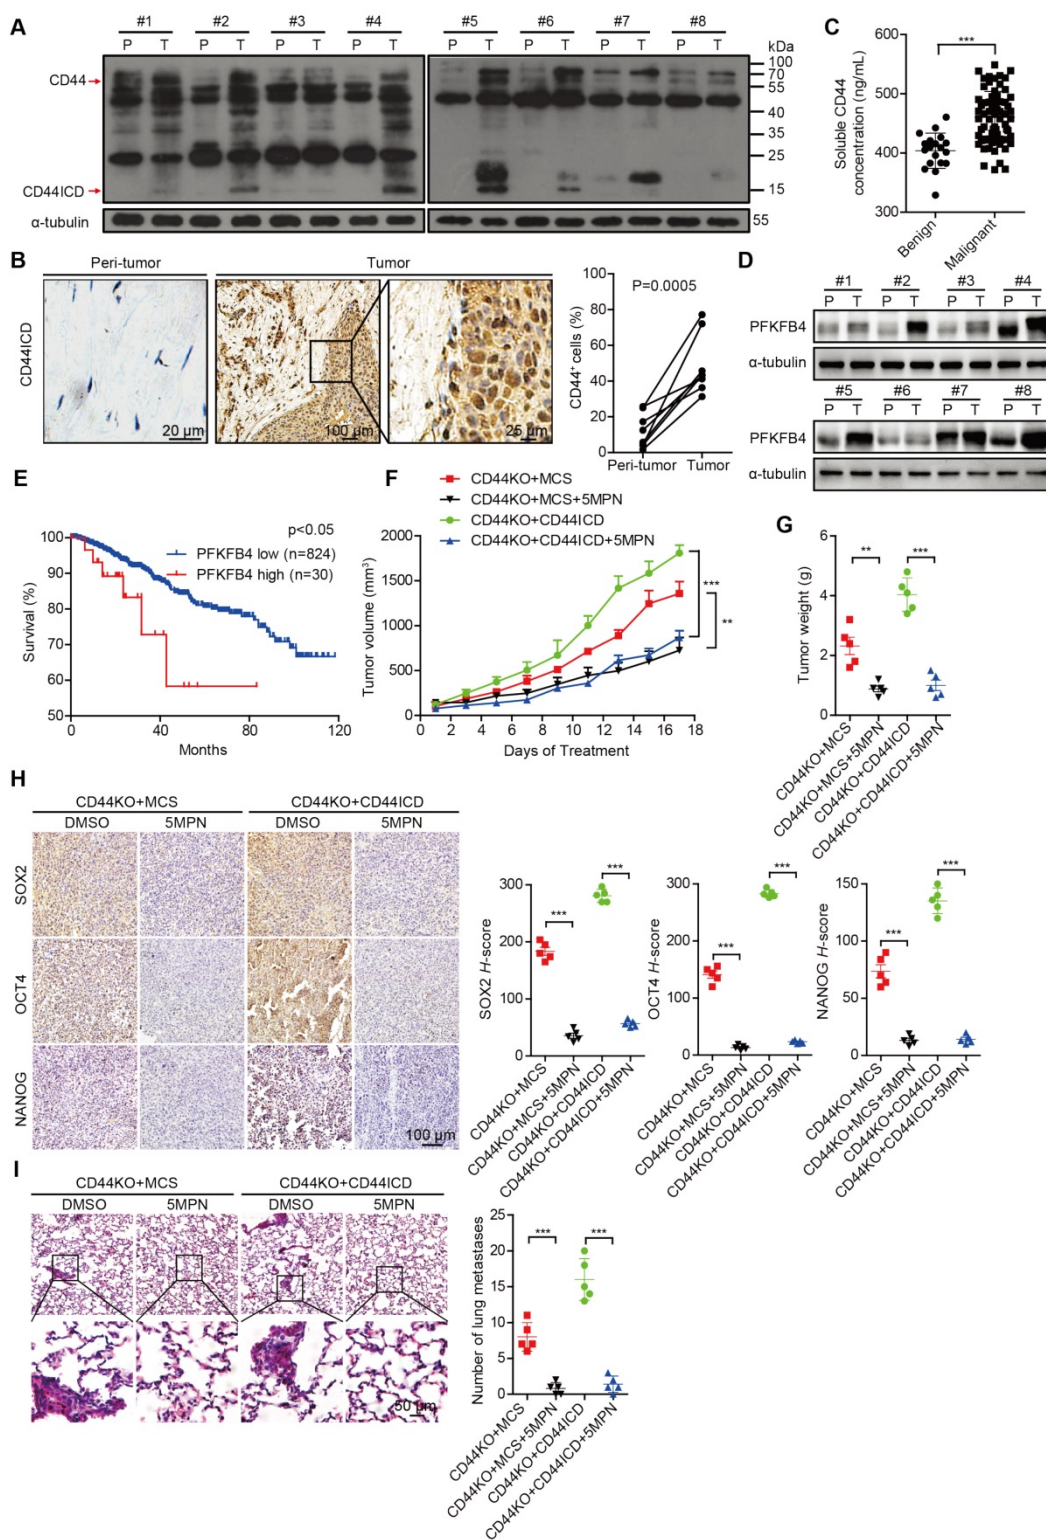 A
#1 #2 #3 #4 #5 #6 #7 #8
P T P T P T P T P T P T P T P T
kDa
CD44
100
70
55
40
35
25
CD44ICD
15
α-tubulin
55
B
Peri-tumor
Tumor
CD44ICD
20 μm
100 μm
25 μm
CD44⁺ cells (%)
100
80
60
40
20
0
P=0.0005
Peri-tumor Tumor
C
Soluble CD44
concentration (ng/mL)
600
500
400
300
***
Benign
Malignant
D
#1 #2 #3 #4
P T P T P T P T
PFKFB4
α-tubulin
#5 #6 #7 #8
P T P T P T P T
PFKFB4
α-tubulin
E
Survival (%)
100
90
80
70
60
50
p<0.05
PFKFB4 low (n=824)
PFKFB4 high (n=30)
0 40 80 120
Months
F
CD44KO+MCS
CD44KO+MCS+5MPN
CD44KO+CD44ICD
CD44KO+CD44ICD+5MPN
Tumor volume (mm³)
2000
1500
1000
500
0
***
**
2 4 6 8 10 12 14 16 18
Days of Treatment
G
Tumor weight (g)
6
4
2
0
** ***
CD44KO+MCS
CD44KO+MCS+5MPN
CD44KO+CD44ICD
CD44KO+CD44ICD+5MPN
H
CD44KO+MCS CD44KO+CD44ICD
DMSO 5MPN DMSO 5MPN
SOX2
OCT4
NANOG
100 μm
SOX2 H-score
300
200
100
0
*** ***
CD44KO+MCS
CD44KO+MCS+5MPN
CD44KO+CD44ICD
CD44KO+CD44ICD+5MPN
OCT4 H-score
300
200
100
0
*** ***
CD44KO+MCS
CD44KO+MCS+5MPN
CD44KO+CD44ICD
CD44KO+CD44ICD+5MPN
NANOG H-score
150
100
50
0
*** ***
CD44KO+MCS
CD44KO+MCS+5MPN
CD44KO+CD44ICD
CD44KO+CD44ICD+5MPN
I
CD44KO+MCS CD44KO+CD44ICD
DMSO 5MPN DMSO 5MPN
50 μm
Number of lung metastases
25
20
15
10
5
0
*** ***
CD44KO+MCS
CD44KO+MCS+5MPN
CD44KO+CD44ICD
CD44KO+CD44ICD+5MPN